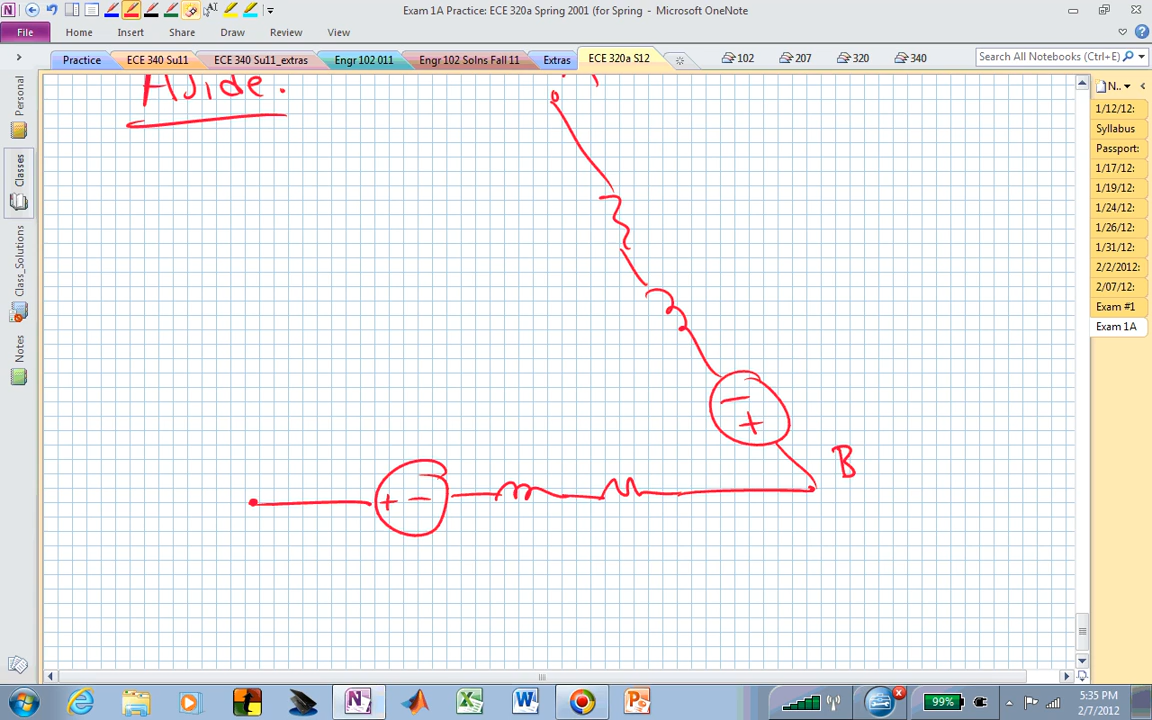 Exam 1A Practice: ECE 320a Spring 2001 (for Spring - Microsoft OneNote
File Home Insert Share Draw Review View
Practice ECE 340 Su11 ECE 340 Su11_extras Engr 102 011 Engr 102 Solns Fall 11 Extras ECE 320a S12 102 207 320 340 Search All Notebooks (Ctrl+E)
Personal
Classes
Class_Solutions
Notes
Aside.
- +
B
+ -
N..
1/12/12:
Syllabus
Passport:
1/17/12:
1/19/12:
1/24/12:
1/26/12:
1/31/12:
2/2/2012:
2/07/12:
Exam #1
Exam 1A
99%
5:35 PM
2/7/2012